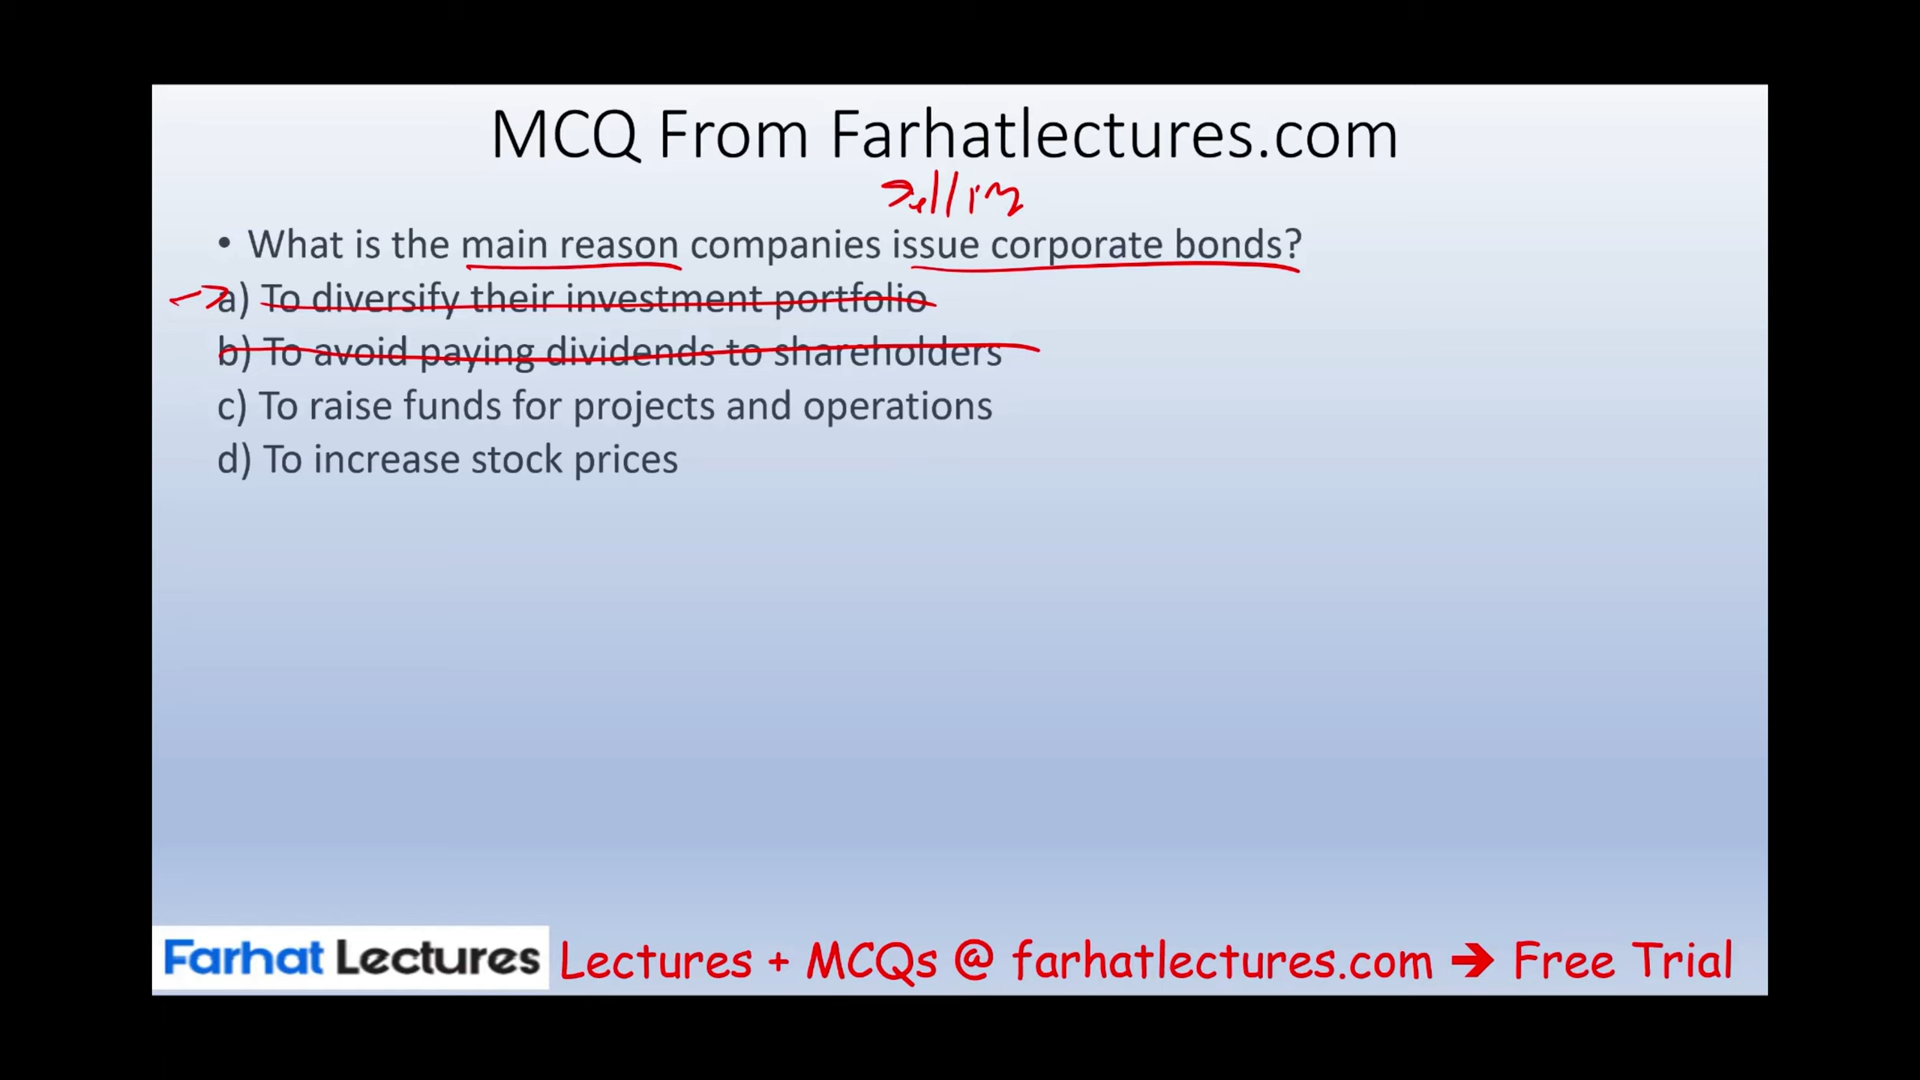 MCQ From Farhatlectures.com
selling
• What is the main reason companies issue corporate bonds?
a) To diversify their investment portfolio
b) To avoid paying dividends to shareholders
c) To raise funds for projects and operations
d) To increase stock prices
Farhat Lectures Lectures + MCQs @ farhatlectures.com → Free Trial